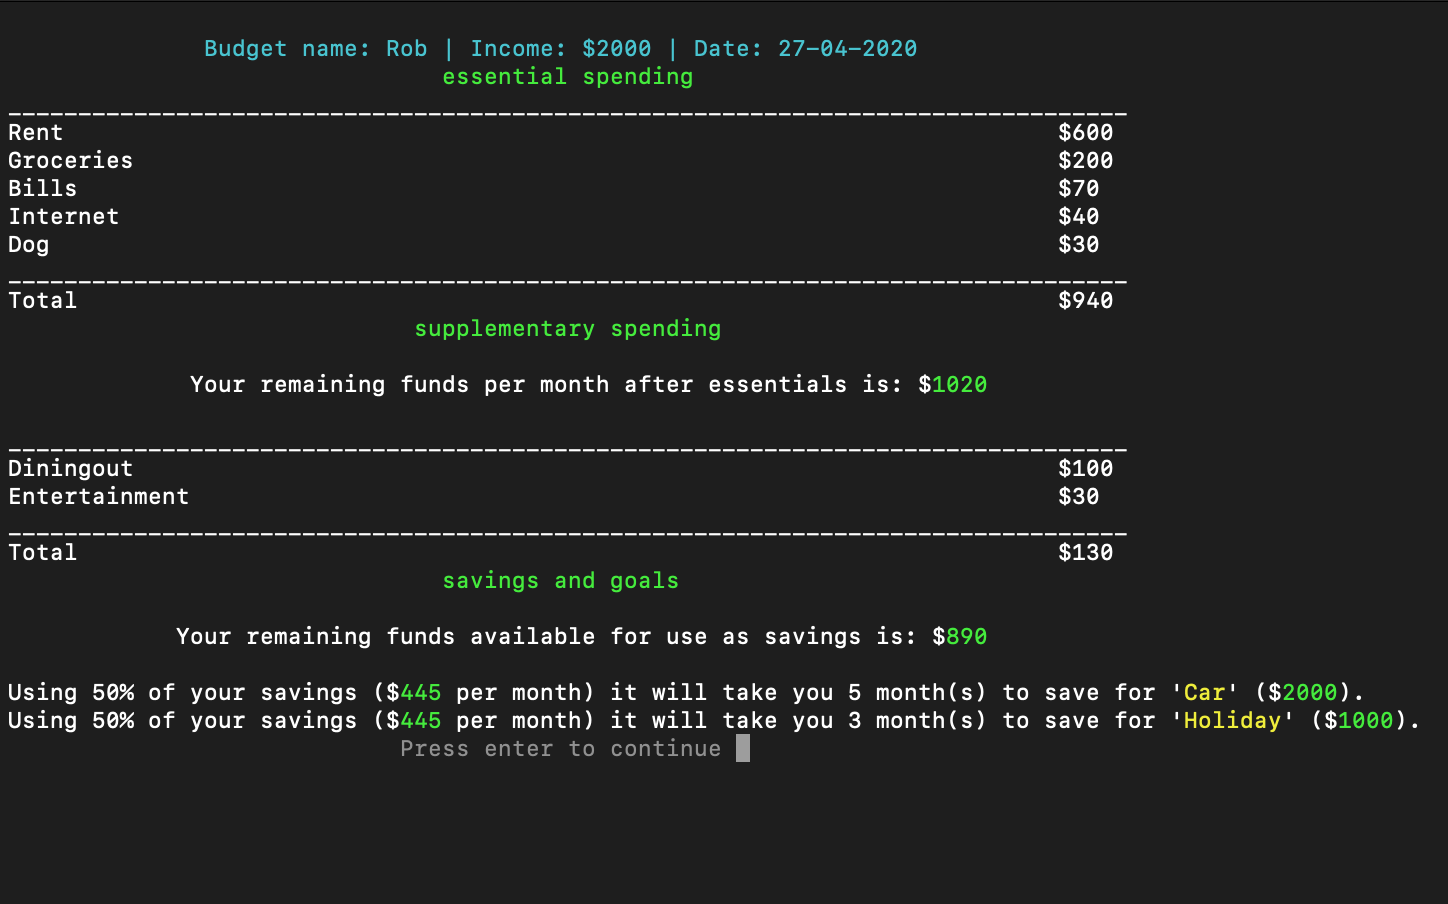 Budget name: Rob | Income: $2000 | Date: 27-04-2020
essential spending
Rent $600
Groceries $200
Bills $70
Internet $40
Dog $30
Total $940
supplementary spending
Your remaining funds per month after essentials is: $1020
Diningout $100
Entertainment $30
Total $130
savings and goals
Your remaining funds available for use as savings is: $890
Using 50% of your savings ($445 per month) it will take you 5 month(s) to save for 'Car' ($2000).
Using 50% of your savings ($445 per month) it will take you 3 month(s) to save for 'Holiday' ($1000).
Press enter to continue